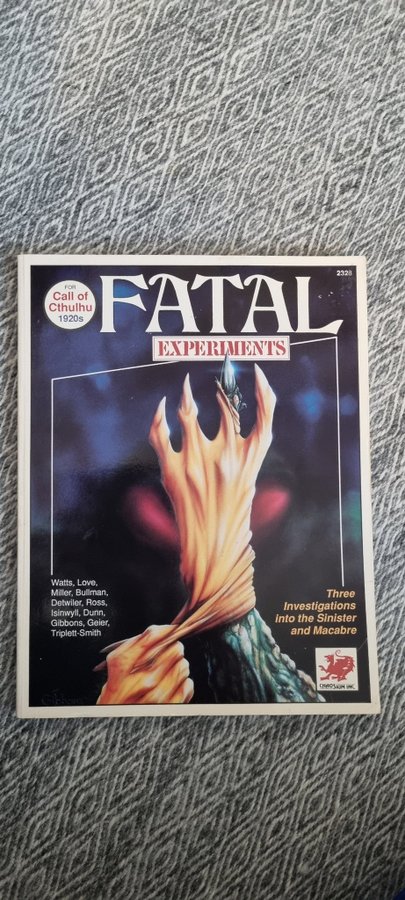 2328
FOR
Call of
Cthulhu
1920s
FATAL
EXPERIMENTS
Watts, Love,
Miller, Bullman,
Detwiler, Ross,
Isinwyll, Dunn,
Gibbons, Geier,
Triplett-Smith
Three
Investigations
into the Sinister
and Macabre
CHAOSIUM INC.